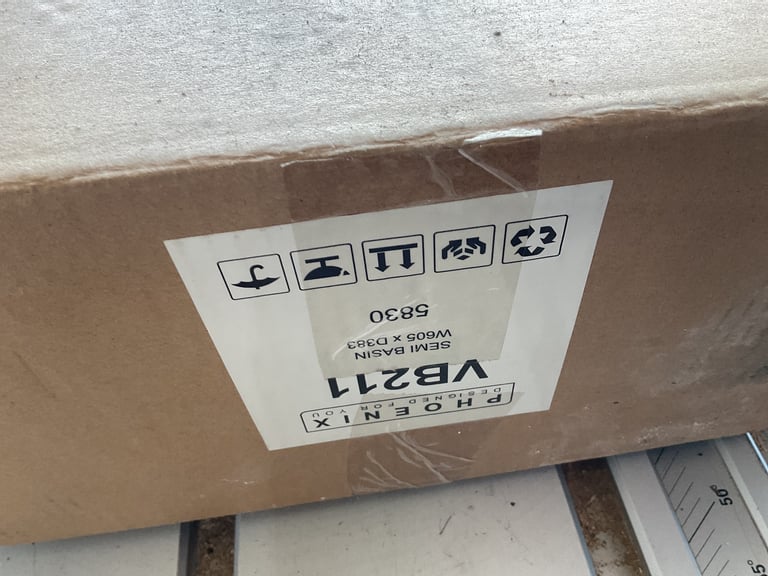 PHOENIX
DESIGNED FOR YOU
VB211
SEMI BASIN
W605 x D383
5830
50°